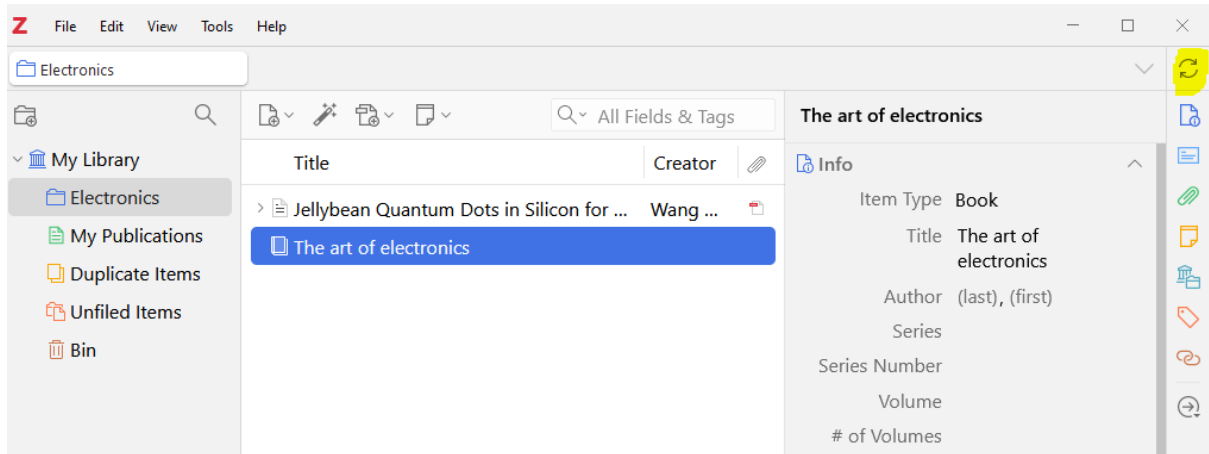 Z File Edit View Tools Help
Electronics
All Fields & Tags
The art of electronics
My Library
Title Creator
Info
Electronics
Jellybean Quantum Dots in Silicon for ... Wang ...
Item Type Book
My Publications
The art of electronics
Title The art of
electronics
Duplicate Items
Author (last), (first)
Unfiled Items
Series
Bin
Series Number
Volume
# of Volumes